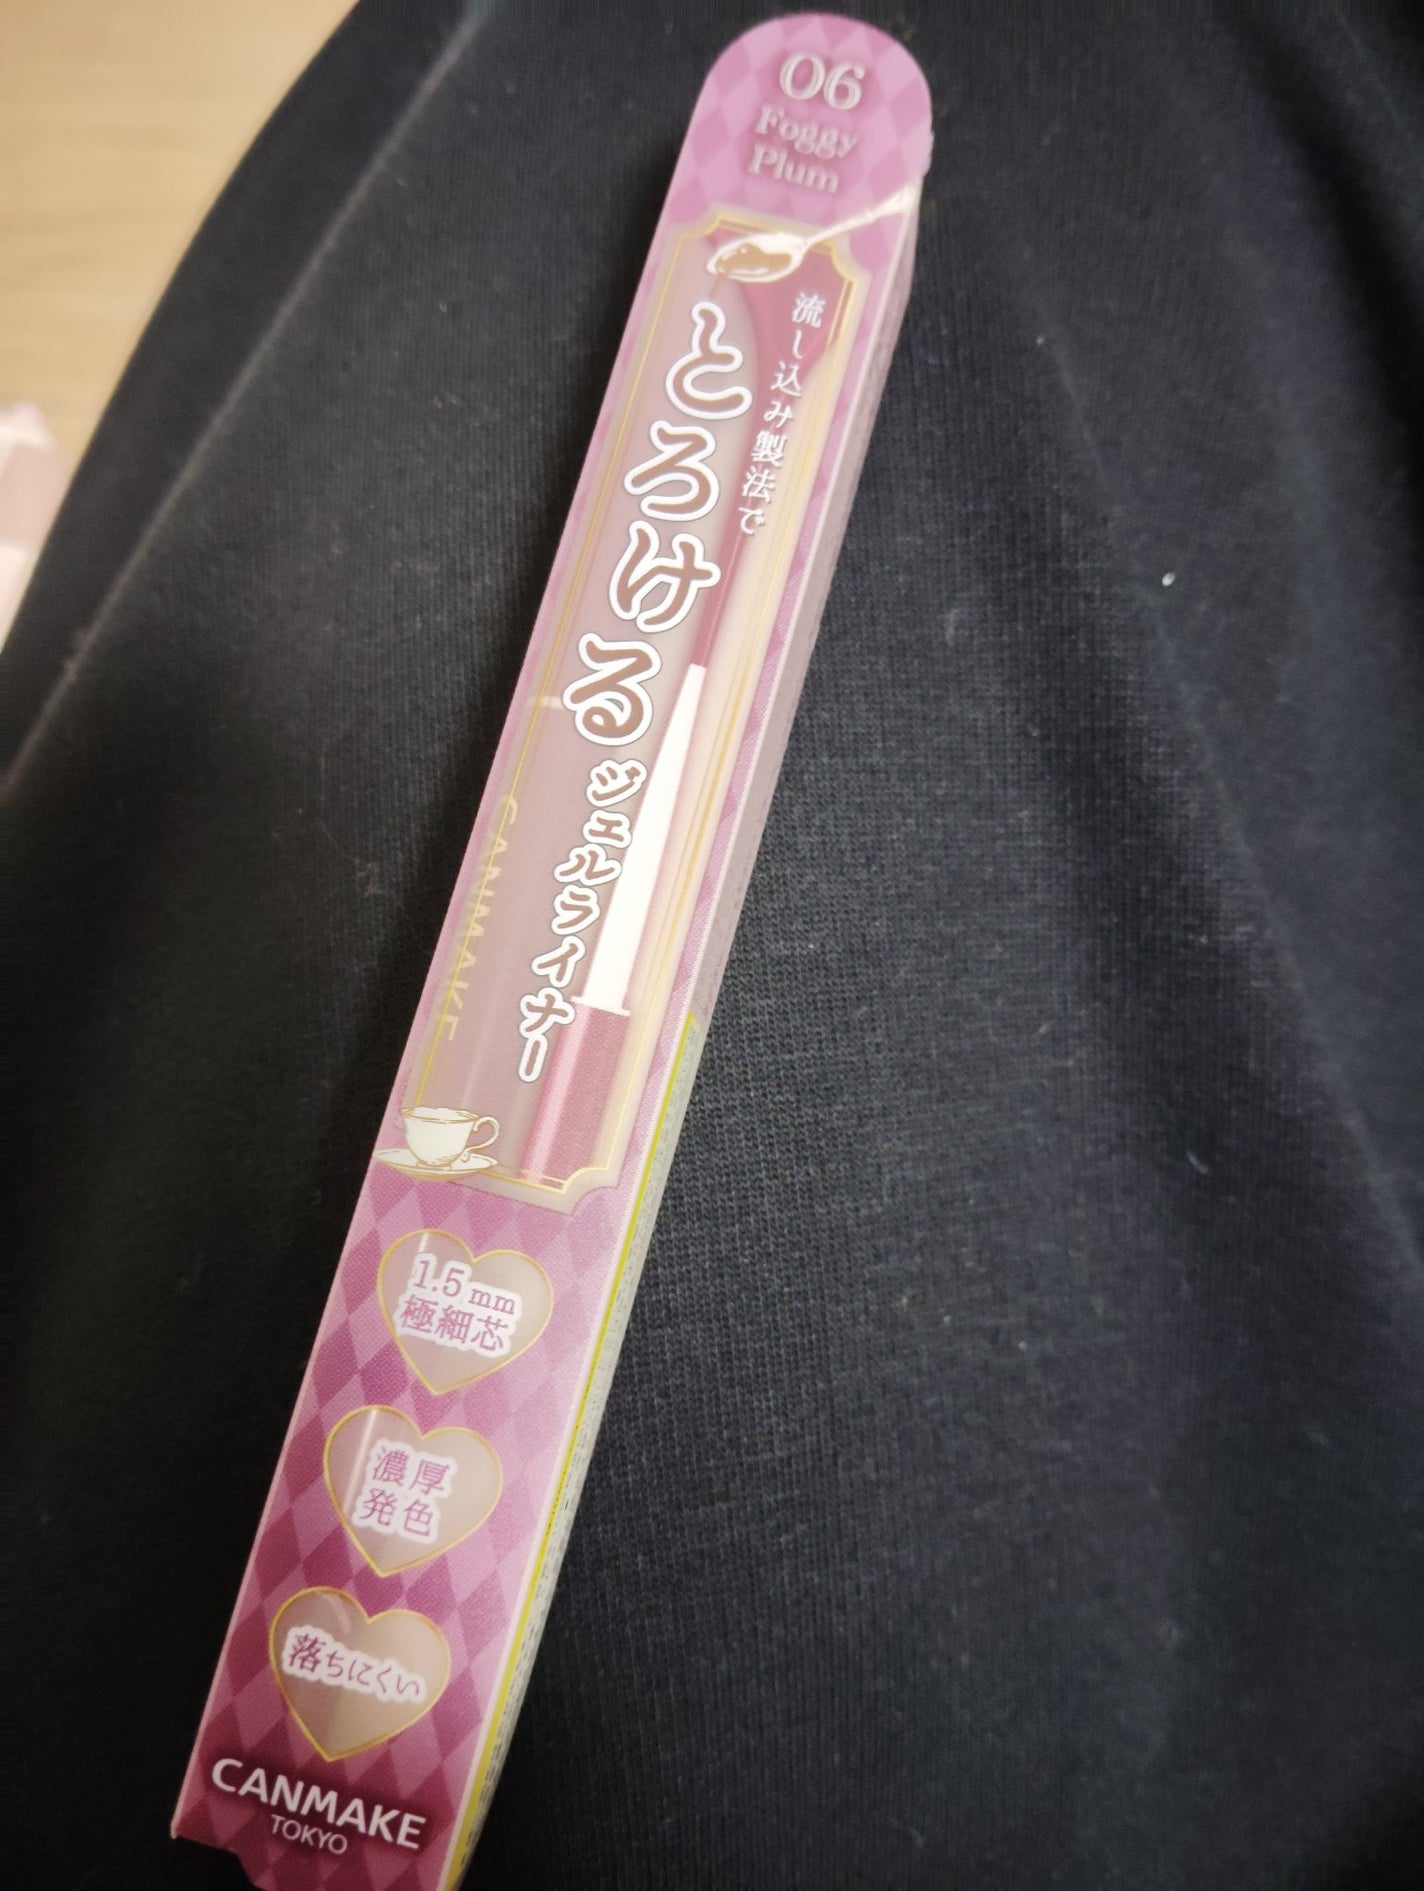 06
Foggy
Plum
流し込み製法で
とろける
ジェルライナー
CANMAKE
1.5mm
極細芯
濃厚
発色
落ちにくい
CANMAKE
TOKYO